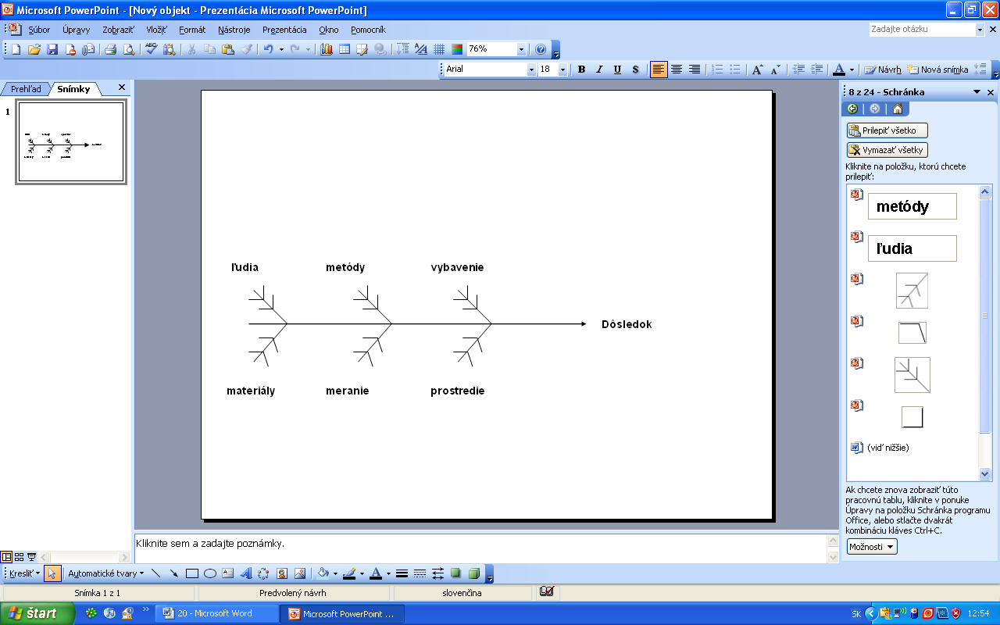 Microsoft PowerPoint - [Nový objekt - Prezentácia Microsoft PowerPoint]
Súbor Úpravy Zobraziť Vložiť Formát Nástroje Prezentácia Okno Pomocník
Zadajte otázku
76%
Arial 18 B I U S Návrh Nová snímka
Prehľad Snímky
8 z 24 - Schránka
1
Prilepiť všetko
Vymazať všetky
Kliknite na položku, ktorú chcete
prilepiť:
metódy
ľudia
(viď nižšie)
Ak chcete znova zobraziť túto
pracovnú tablu, kliknite v ponuke
Úpravy na položku Schránka programu
Office, alebo stlačte dvakrát
kombináciu kláves Ctrl+C.
Možnosti
ľudia metódy vybavenie
Dôsledok
materiály meranie prostredie
Kliknite sem a zadajte poznámky.
Kresliť Automatické tvary
Snímka 1 z 1 Predvolený návrh slovenčina
štart 20 - Microsoft Word Microsoft PowerPoint ... SK 12:54